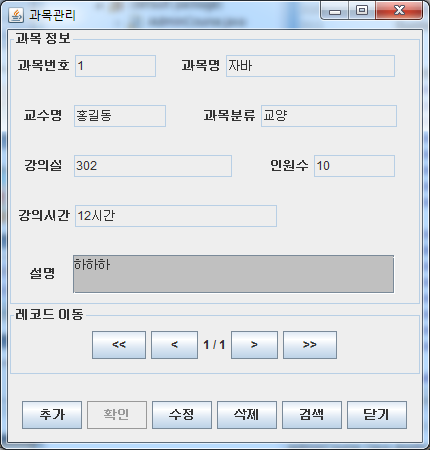 과목관리
과목 정보
과목번호 1 과목명 자바
교수명 홍길동 과목분류 교양
강의실 302 인원수 10
강의시간 12시간
설명 하하하
레코드 이동
<< < 1 / 1 > >>
추가 확인 수정 삭제 검색 닫기